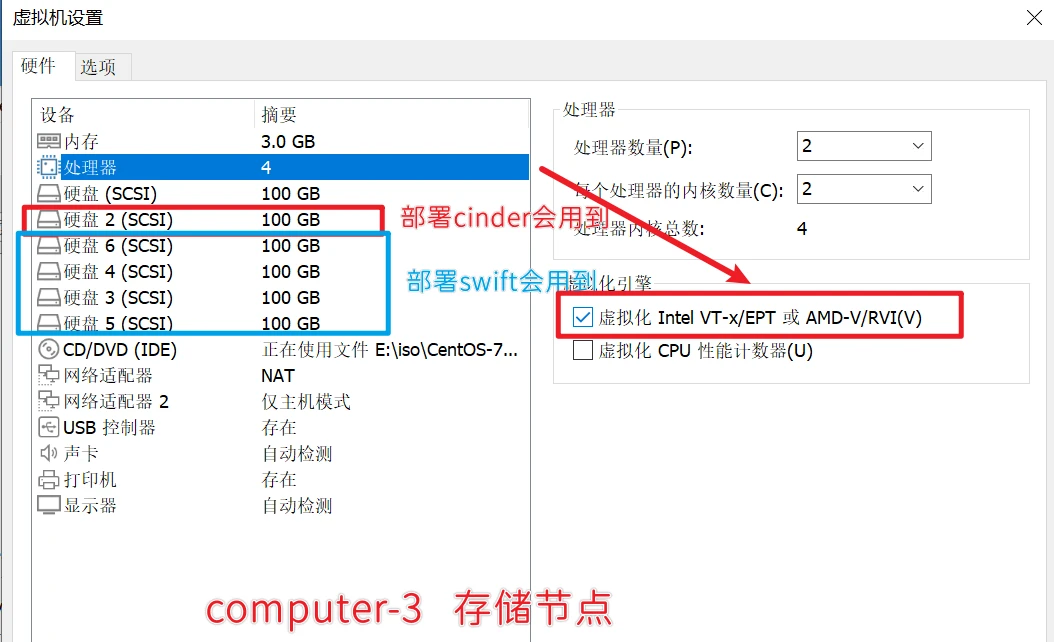 虚拟机设置
硬件 选项
设备 摘要
内存 3.0 GB
处理器 4
硬盘 (SCSI) 100 GB
硬盘 2 (SCSI) 100 GB
硬盘 6 (SCSI) 100 GB
硬盘 4 (SCSI) 100 GB
硬盘 3 (SCSI) 100 GB
硬盘 5 (SCSI) 100 GB
CD/DVD (IDE) 正在使用文件 E:\iso\CentOS-7...
网络适配器 NAT
网络适配器 2 仅主机模式
USB 控制器 存在
声卡 自动检测
打印机 存在
显示器 自动检测
部署cinder会用到
部署swift会用到
处理器
处理器数量(P): 2
每个处理器的内核数量(C): 2
处理器内核总数: 4
虚拟化引擎
虚拟化 Intel VT-x/EPT 或 AMD-V/RVI(V)
虚拟化 CPU 性能计数器(U)
computer-3 存储节点